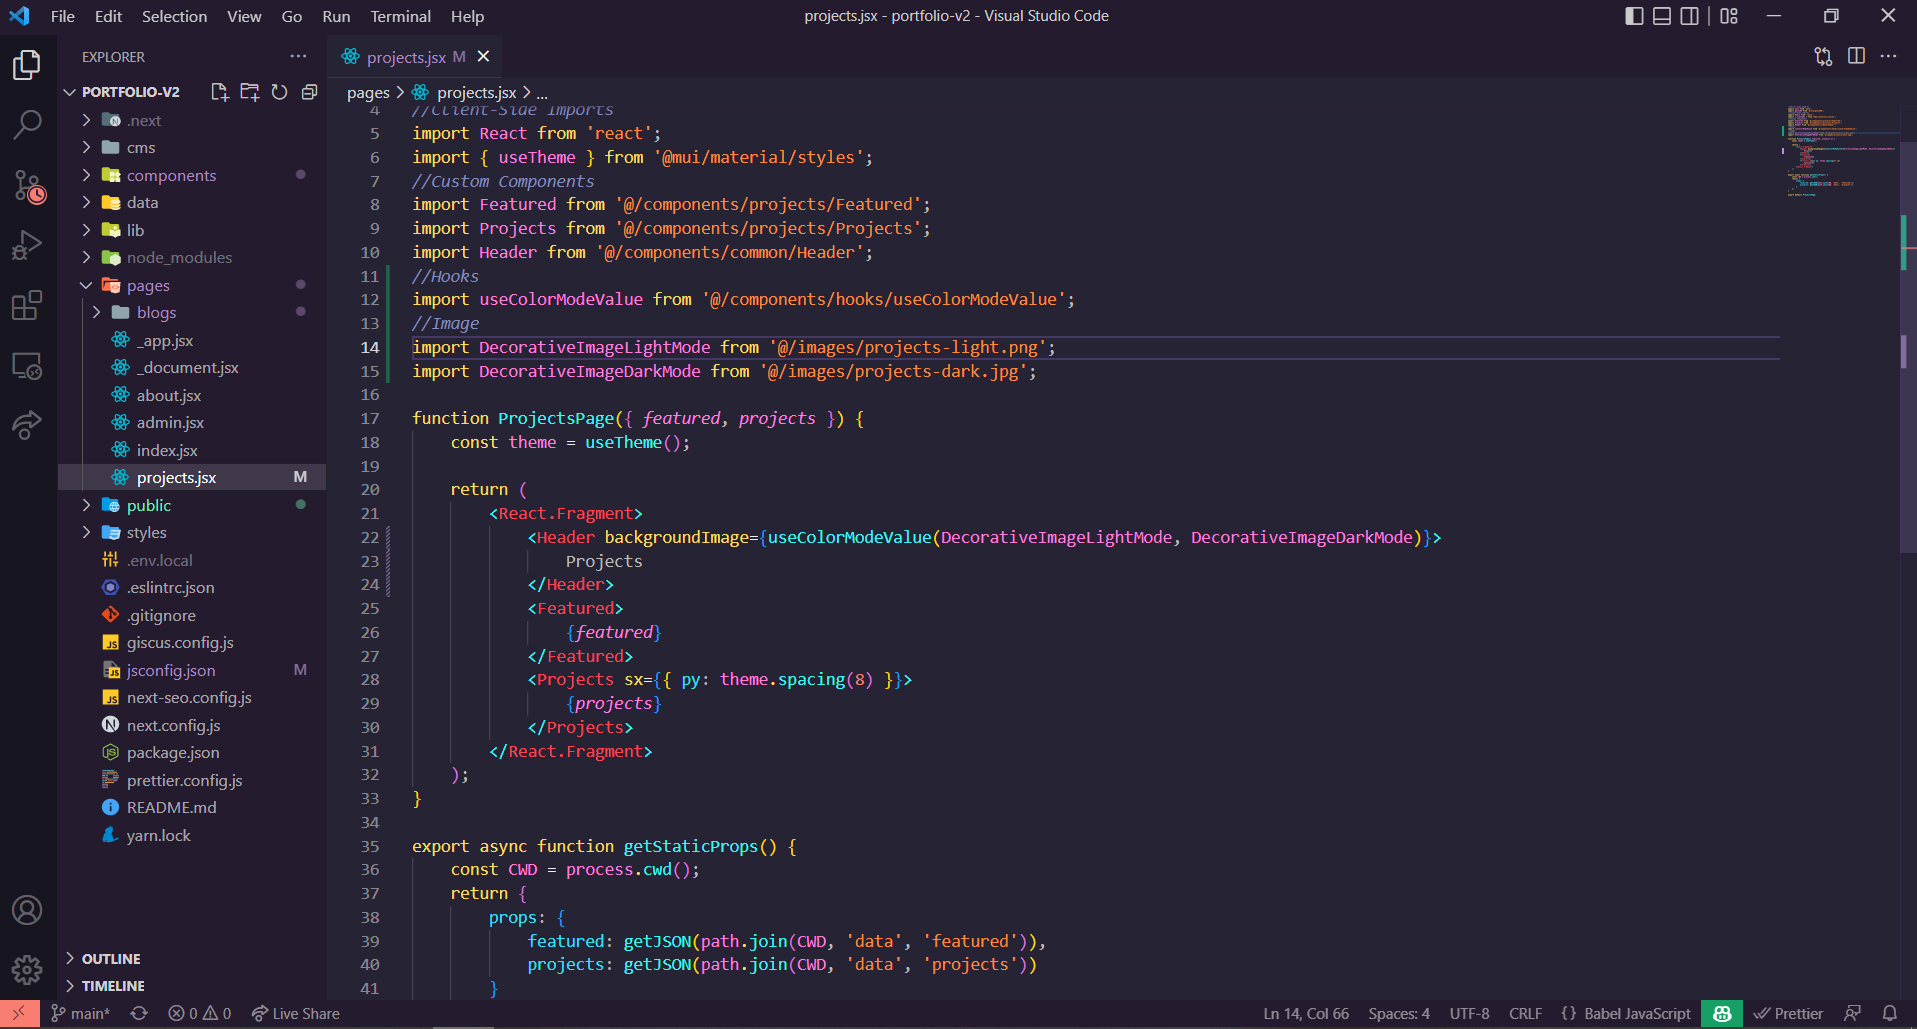 File Edit Selection View Go Run Terminal Help
projects.jsx - portfolio-v2 - Visual Studio Code
EXPLORER
PORTFOLIO-V2
.next
cms
components
data
lib
node_modules
pages
blogs
_app.jsx
_document.jsx
about.jsx
admin.jsx
index.jsx
projects.jsx M
public
styles
.env.local
.eslintrc.json
.gitignore
giscus.config.js
jsconfig.json M
next-seo.config.js
next.config.js
package.json
prettier.config.js
README.md
yarn.lock
OUTLINE
TIMELINE
projects.jsx M
pages > projects.jsx > ...
4 //Client-Side Imports
5 import React from 'react';
6 import { useTheme } from '@mui/material/styles';
7 //Custom Components
8 import Featured from '@/components/projects/Featured';
9 import Projects from '@/components/projects/Projects';
10 import Header from '@/components/common/Header';
11 //Hooks
12 import useColorModeValue from '@/components/hooks/useColorModeValue';
13 //Image
14 import DecorativeImageLightMode from '@/images/projects-light.png';
15 import DecorativeImageDarkMode from '@/images/projects-dark.jpg';
16
17 function ProjectsPage({ featured, projects }) {
18 const theme = useTheme();
19
20 return (
21 <React.Fragment>
22 <Header backgroundImage={useColorModeValue(DecorativeImageLightMode, DecorativeImageDarkMode)}>
23 Projects
24 </Header>
25 <Featured>
26 {featured}
27 </Featured>
28 <Projects sx={{ py: theme.spacing(8) }}>
29 {projects}
30 </Projects>
31 </React.Fragment>
32 );
33 }
34
35 export async function getStaticProps() {
36 const CWD = process.cwd();
37 return {
38 props: {
39 featured: getJSON(path.join(CWD, 'data', 'featured')),
40 projects: getJSON(path.join(CWD, 'data', 'projects'))
41 }
main* 0 0 Live Share
Ln 14, Col 66 Spaces: 4 UTF-8 CRLF {} Babel JavaScript Prettier